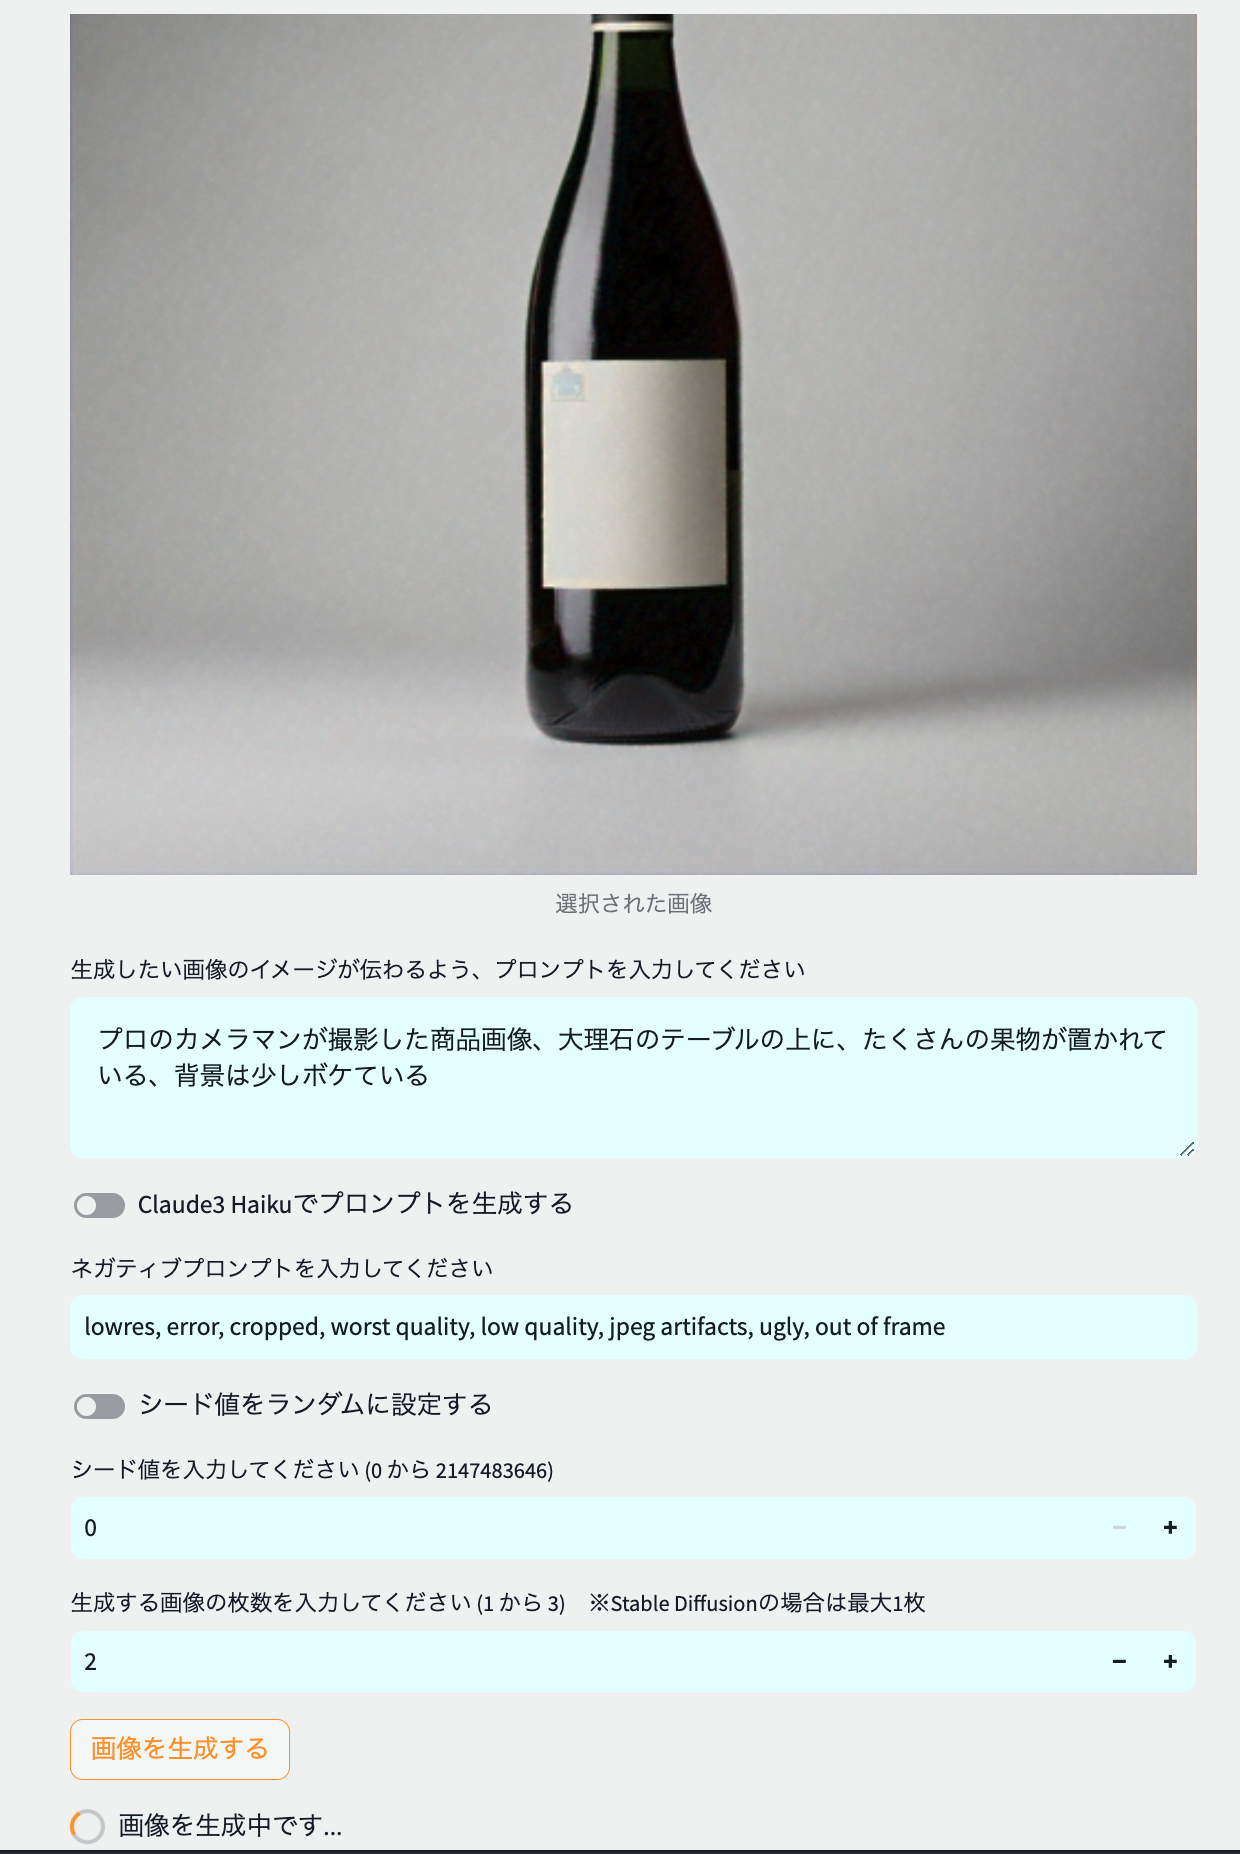 選択された画像
生成したい画像のイメージが伝わるよう、プロンプトを入力してください
プロのカメラマンが撮影した商品画像、大理石のテーブルの上に、たくさんの果物が置かれて
いる、背景は少しボケている
Claude3 Haikuでプロンプトを生成する
ネガティブプロンプトを入力してください
lowres, error, cropped, worst quality, low quality, jpeg artifacts, ugly, out of frame
シード値をランダムに設定する
シード値を入力してください (0 から 2147483646)
0
生成する画像の枚数を入力してください (1 から 3)　※Stable Diffusionの場合は最大1枚
2
画像を生成する
画像を生成中です...